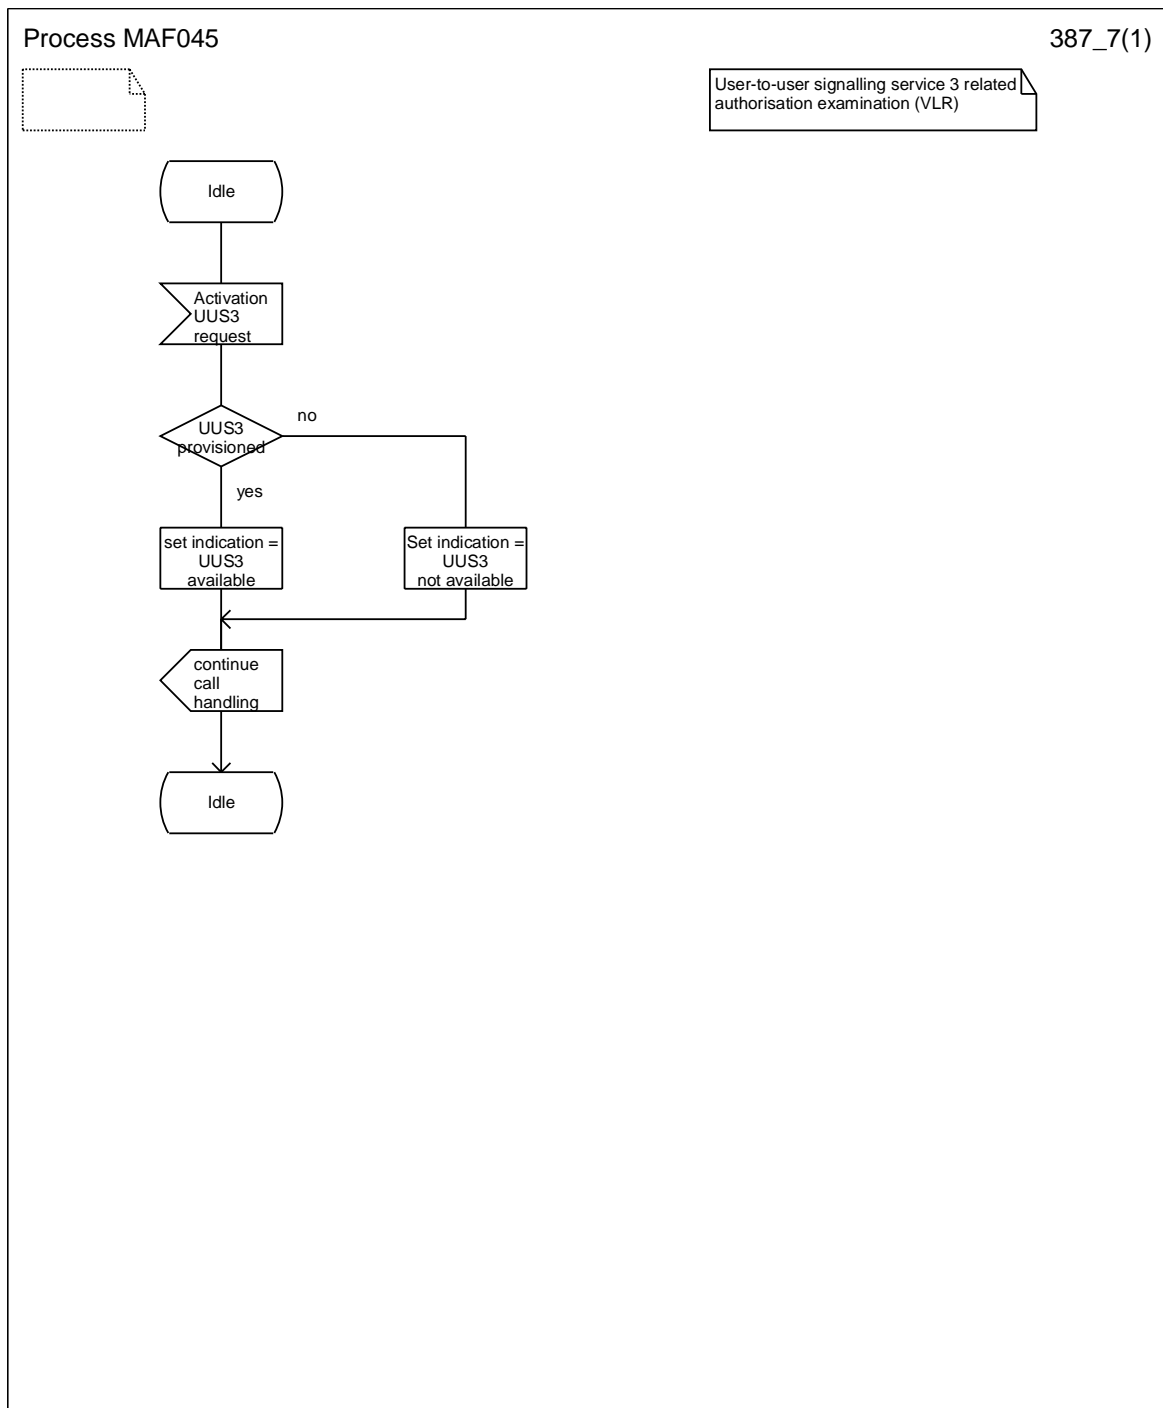 Process MAF045
387_7(1)
User-to-user signalling service 3 related
authorisation examination (VLR)
Idle
Activation
UUS3
request
UUS3
provisioned
no
yes
set indication =
UUS3
available
Set indication =
UUS3
not available
continue
call
handling
Idle